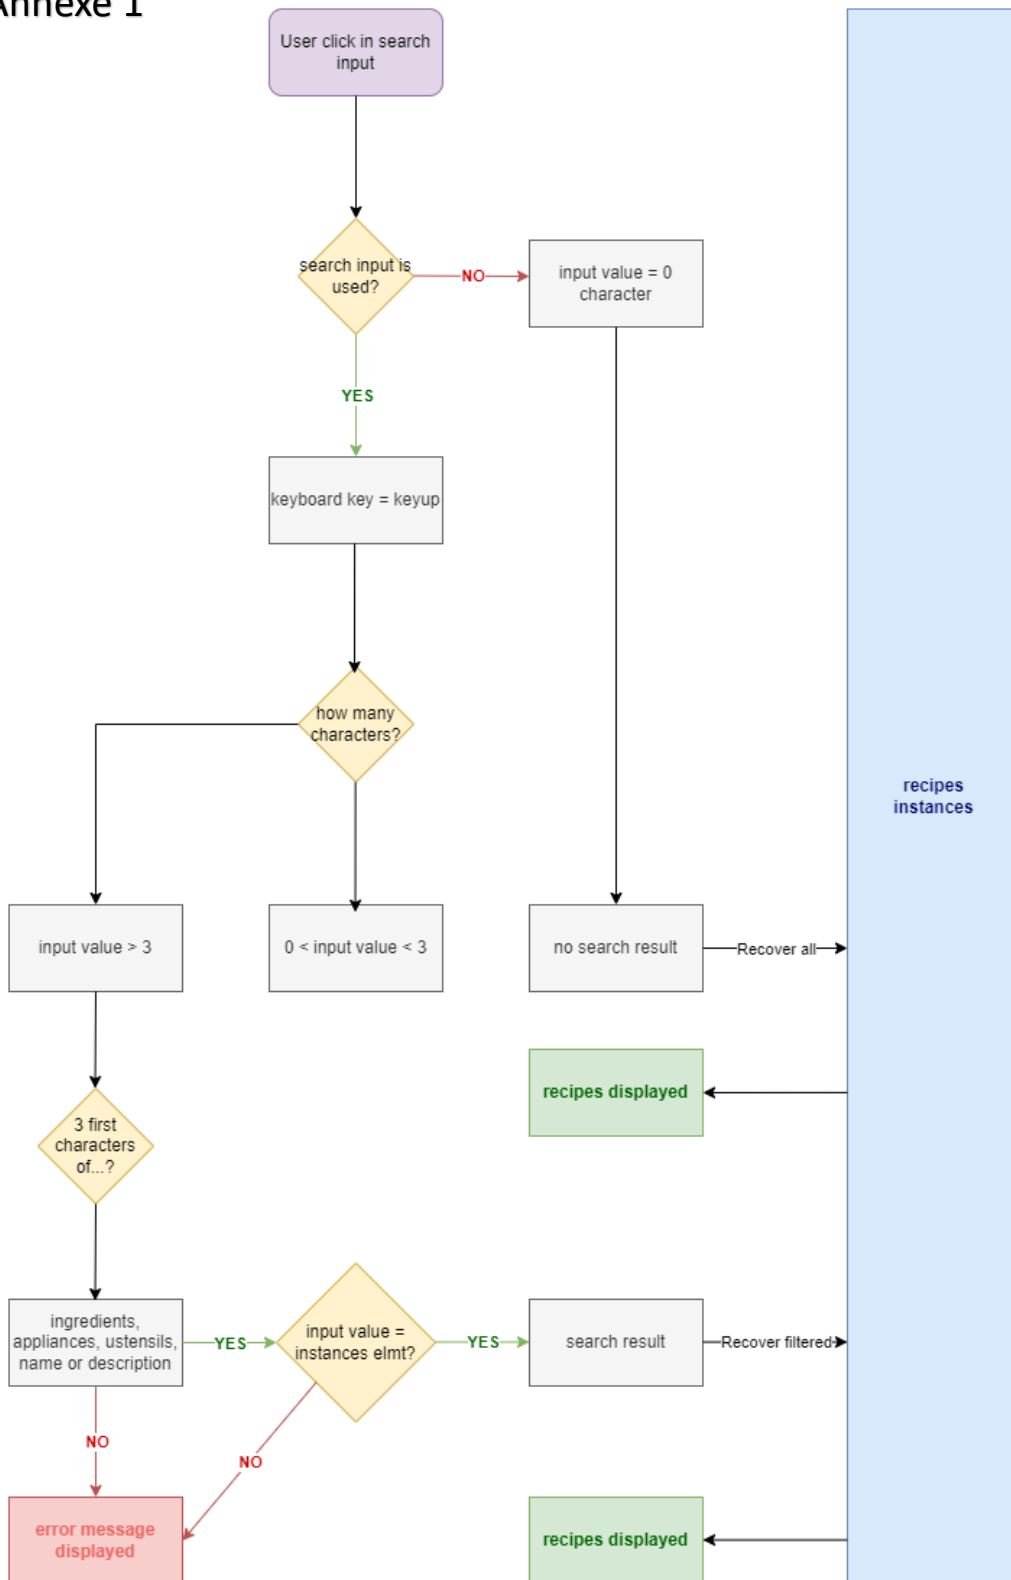 Annexe 1
User click in search
input
search input is
used?
NO
input value = 0
character
YES
keyboard key = keyup
how many
characters?
recipes
instances
input value > 3
0 < input value < 3
no search result
Recover all
recipes displayed
3 first
characters
of...?
ingredients,
appliances, ustensils,
name or description
YES
input value =
instances elmt?
YES
search result
Recover filtered
NO
NO
error message
displayed
recipes displayed